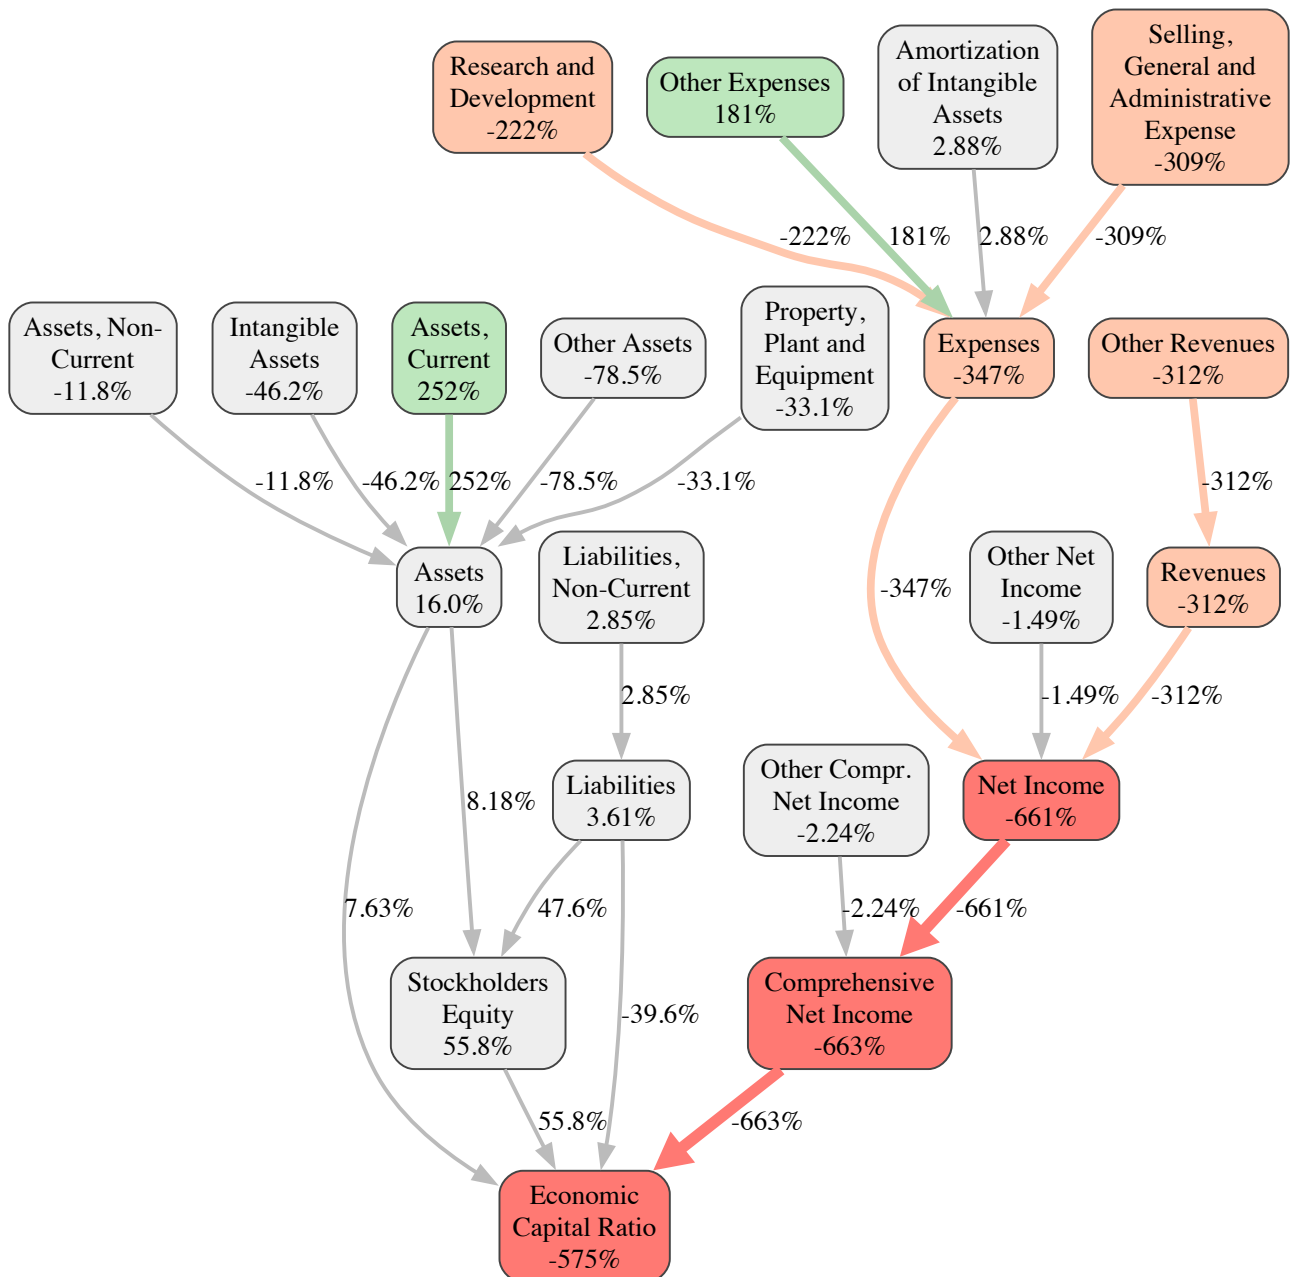 Research and
Development
-222%
Other Expenses
181%
Amortization
of Intangible
Assets
2.88%
Selling,
General and
Administrative
Expense
-309%
-222%
181%
2.88%
-309%
Assets, Non-
Current
-11.8%
Intangible
Assets
-46.2%
Assets,
Current
252%
Other Assets
-78.5%
Property,
Plant and
Equipment
-33.1%
Expenses
-347%
Other Revenues
-312%
-11.8%
-46.2%
252%
-78.5%
-33.1%
-312%
Assets
16.0%
Liabilities,
Non-Current
2.85%
-347%
Other Net
Income
-1.49%
Revenues
-312%
2.85%
-1.49%
-312%
8.18%
Liabilities
3.61%
Other Compr.
Net Income
-2.24%
Net Income
-661%
7.63%
47.6%
-2.24%
-661%
Stockholders
Equity
55.8%
-39.6%
Comprehensive
Net Income
-663%
55.8%
-663%
Economic
Capital Ratio
-575%